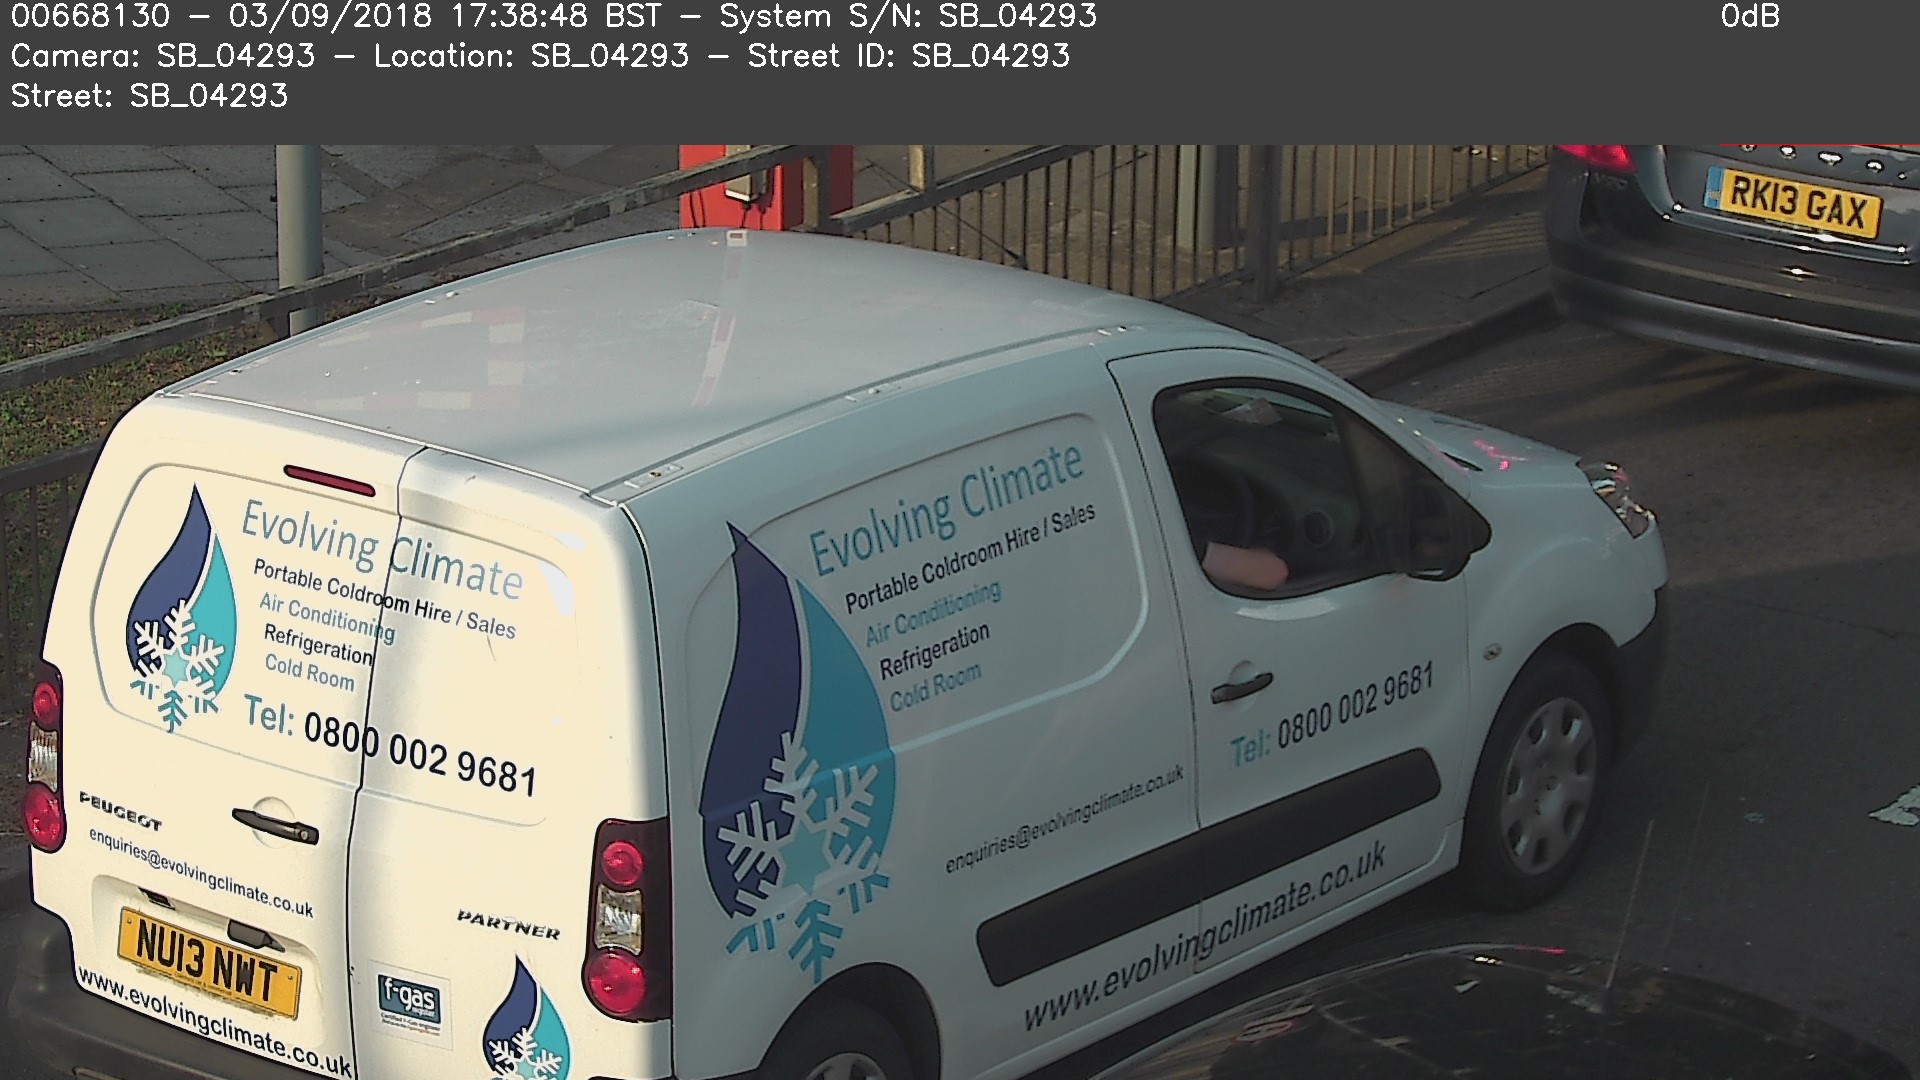 00668130 – 03/09/2018 17:38:48 BST – System S/N: SB_04293
0dB
Camera: SB_04293 – Location: SB_04293 – Street ID: SB_04293
Street: SB_04293
RK13 GAX
Evolving Climate
Portable Coldroom Hire / Sales
Air Conditioning
Refrigeration
Cold Room
Tel: 0800 002 9681
PEUGEOT
enquiries@evolvingclimate.co.uk
PARTNER
NU13 NWT
www.evolvingclimate.co.uk
f-gas
register
Evolving Climate
Portable Coldroom Hire / Sales
Air Conditioning
Refrigeration
Cold Room
Tel: 0800 002 9681
enquiries@evolvingclimate.co.uk
www.evolvingclimate.co.uk